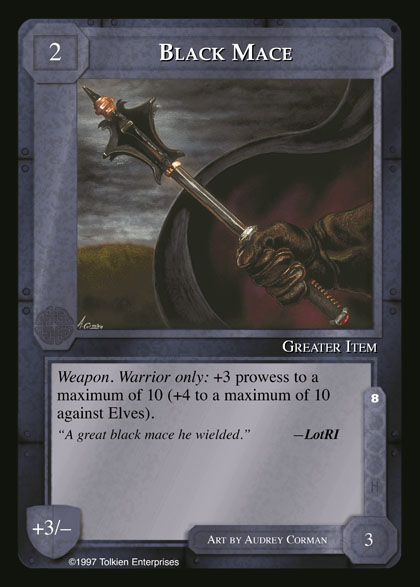 2
BLACK MACE
GREATER ITEM
Weapon. Warrior only: +3 prowess to a
maximum of 10 (+4 to a maximum of 10
against Elves).
“A great black mace he wielded.” –LotRI
8
+3/–
ART BY AUDREY CORMAN
3
©1997 Tolkien Enterprises